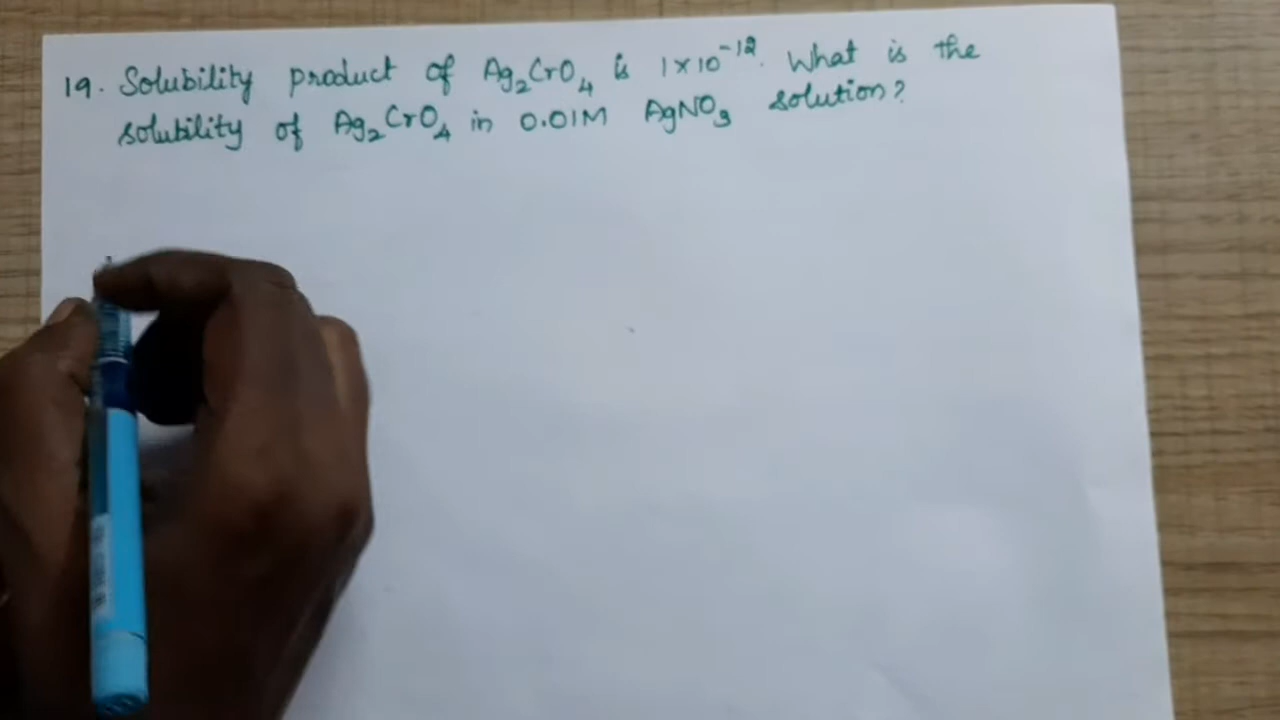 19. Solubility product of Ag₂CrO₄ is 1×10⁻¹². What is the
solubility of Ag₂CrO₄ in 0.01M AgNO₃ solution?